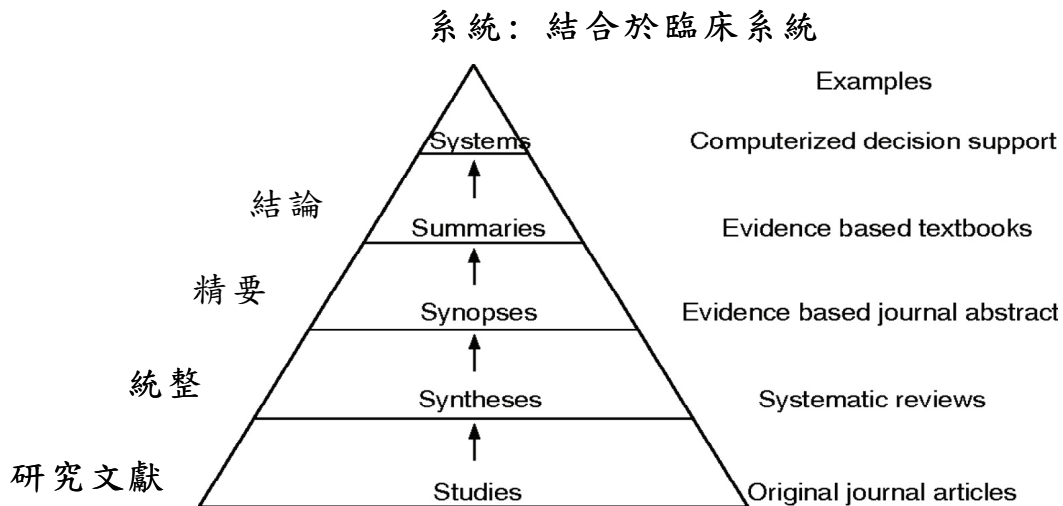 系統: 結合於臨床系統
Examples
Systems
Computerized decision support
結論
Summaries
Evidence based textbooks
精要
Synopses
Evidence based journal abstract
統整
Syntheses
Systematic reviews
研究文獻
Studies
Original journal articles